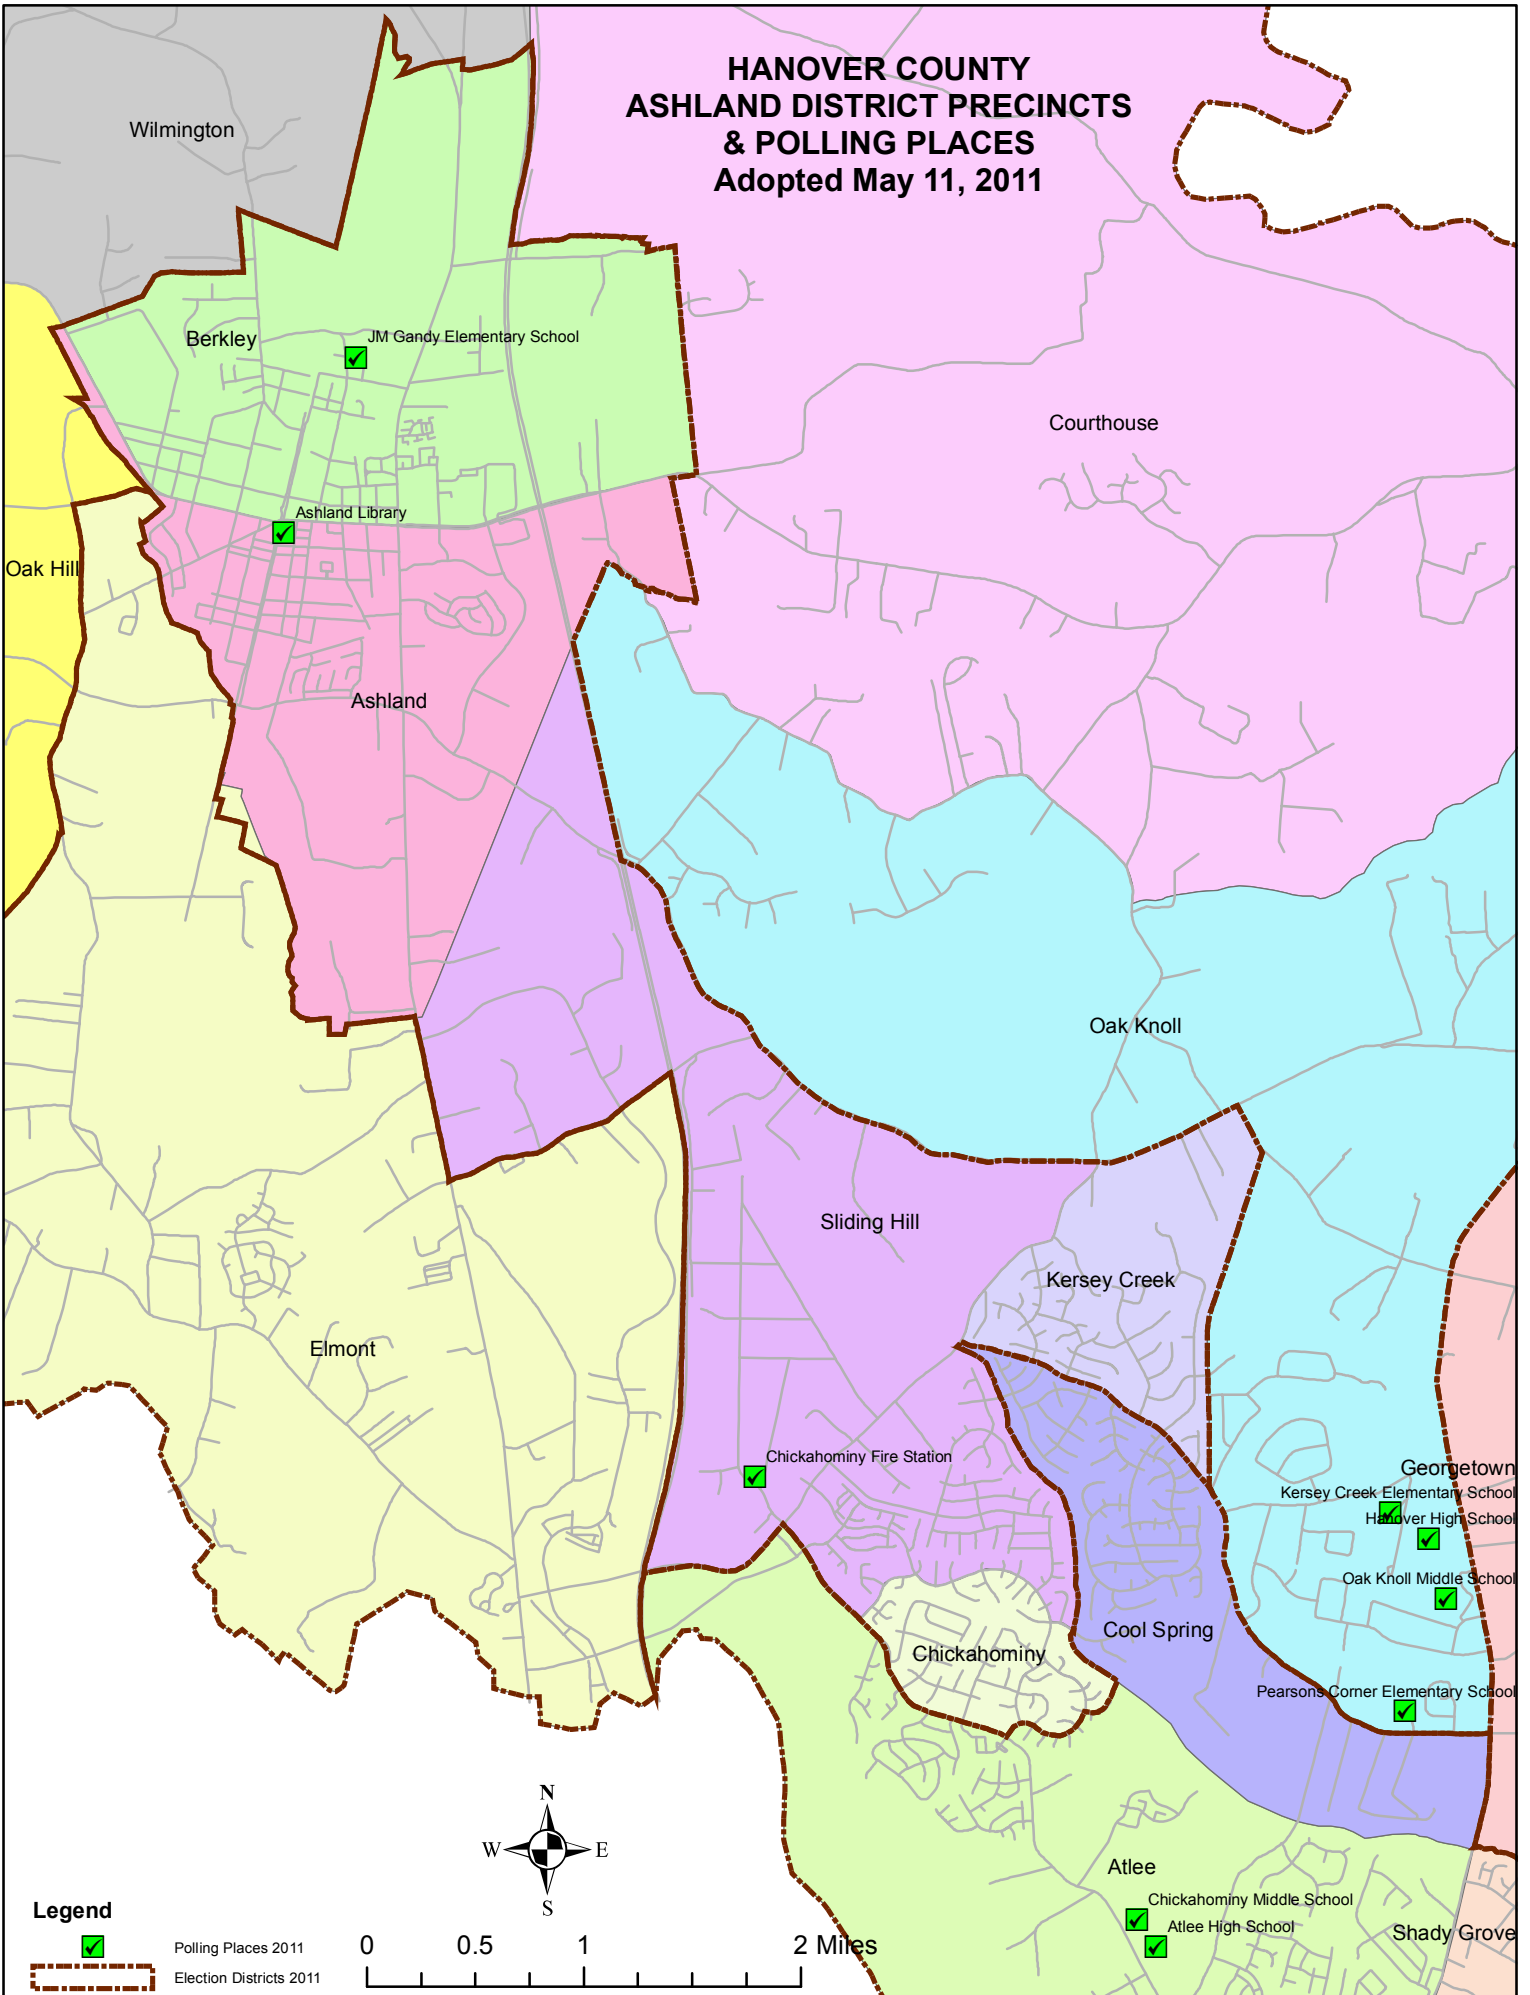 HANOVER COUNTY
ASHLAND DISTRICT PRECINCTS
& POLLING PLACES
Adopted May 11, 2011
Wilmington
Berkley
JM Gandy Elementary School
Courthouse
Ashland Library
Oak Hill
Ashland
Oak Knoll
Sliding Hill
Kersey Creek
Elmont
Chickahominy Fire Station
Georgetown
Kersey Creek Elementary School
Hanover High School
Oak Knoll Middle School
Cool Spring
Chickahominy
Pearsons Corner Elementary School
N
W
E
S
Atlee
Chickahominy Middle School
Atlee High School
Shady Grove
Legend
Polling Places 2011
Election Districts 2011
0 0.5 1 2 Miles